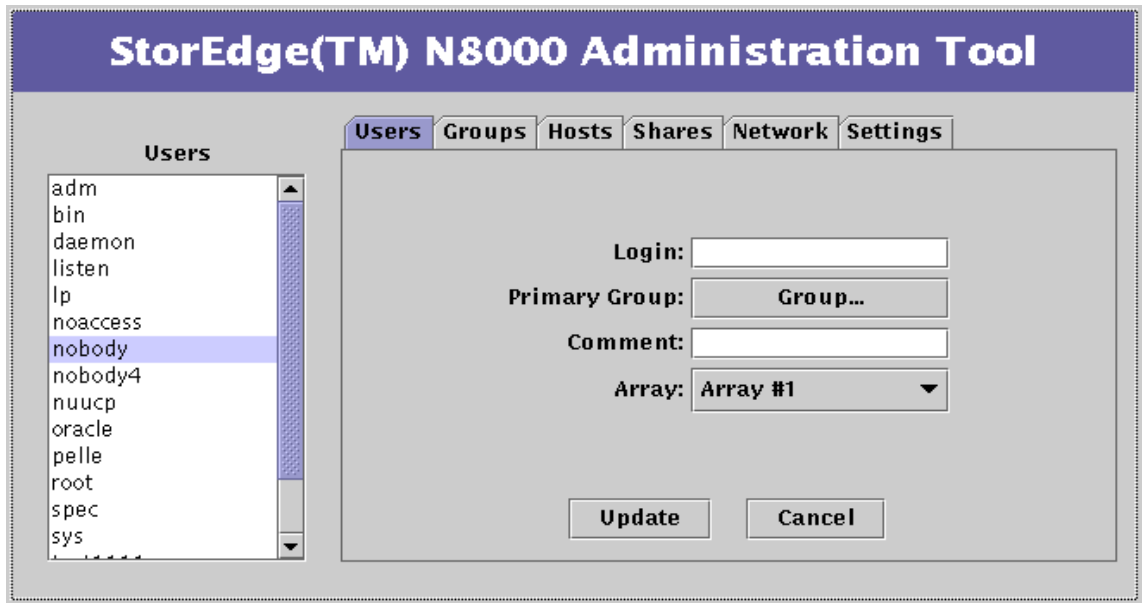 StorEdge(TM) N8000 Administration Tool
Users Groups Hosts Shares Network Settings
Users
adm
bin
daemon
listen
lp
noaccess
nobody
nobody4
nuucp
oracle
pelle
root
spec
sys
Login:
Primary Group: Group...
Comment:
Array: Array #1
Update Cancel